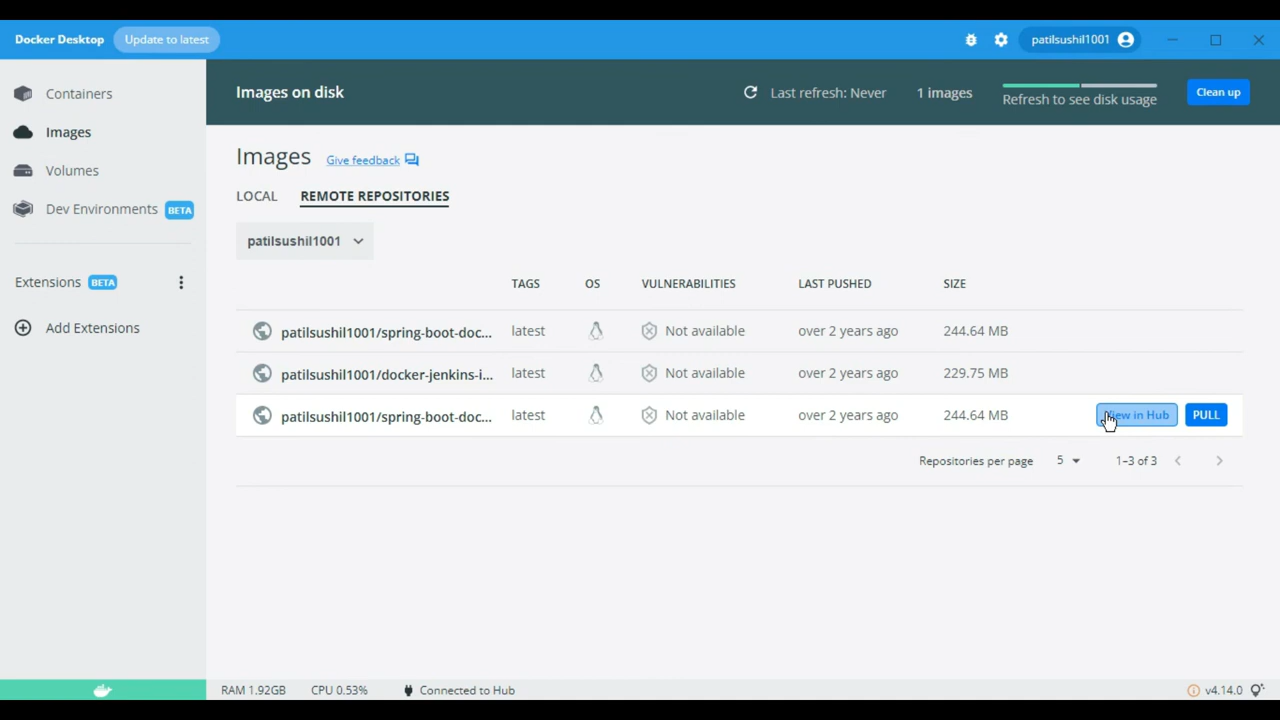 Docker Desktop Update to latest patilsushil1001
Containers
Images
Volumes
Dev Environments BETA
Extensions BETA
Add Extensions
Images on disk Last refresh: Never 1 images Refresh to see disk usage Clean up
Images Give feedback
LOCAL REMOTE REPOSITORIES
patilsushil1001
TAGS OS VULNERABILITIES LAST PUSHED SIZE
patilsushil1001/spring-boot-doc... latest Not available over 2 years ago 244.64 MB
patilsushil1001/docker-jenkins-i... latest Not available over 2 years ago 229.75 MB
patilsushil1001/spring-boot-doc... latest Not available over 2 years ago 244.64 MB View in Hub PULL
Repositories per page 5 1–3 of 3
RAM 1.92GB CPU 0.53% Connected to Hub v4.14.0